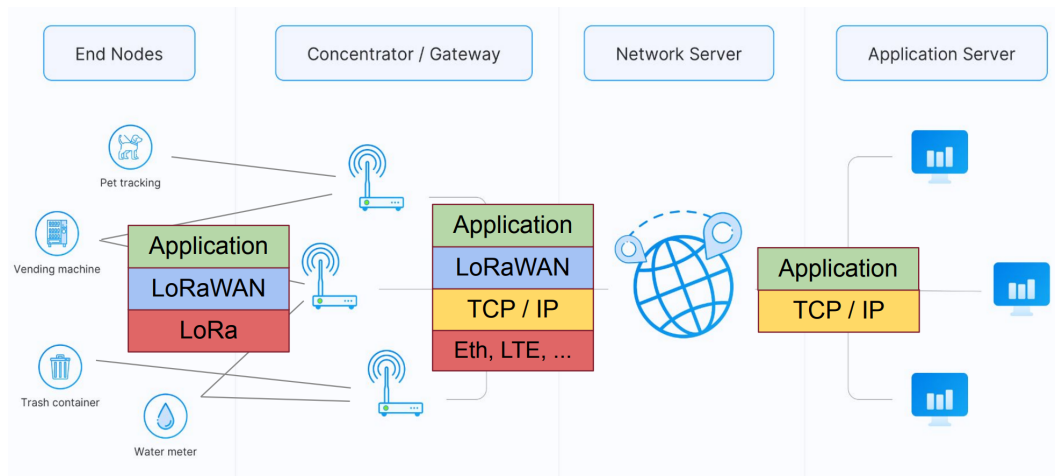 End Nodes
Concentrator / Gateway
Network Server
Application Server
Pet tracking
Vending machine
Application
LoRaWAN
LoRa
Application
LoRaWAN
TCP / IP
Eth, LTE, ...
Application
TCP / IP
Trash container
Water meter